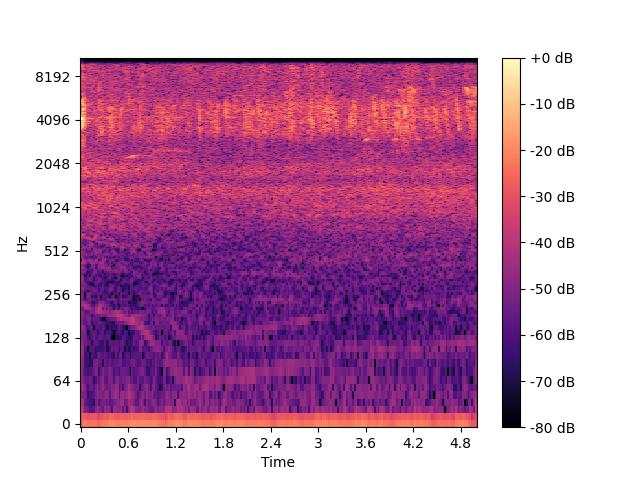 8192
4096
2048
1024
512
256
128
64
0
Hz
0 0.6 1.2 1.8 2.4 3 3.6 4.2 4.8
Time
+0 dB
-10 dB
-20 dB
-30 dB
-40 dB
-50 dB
-60 dB
-70 dB
-80 dB